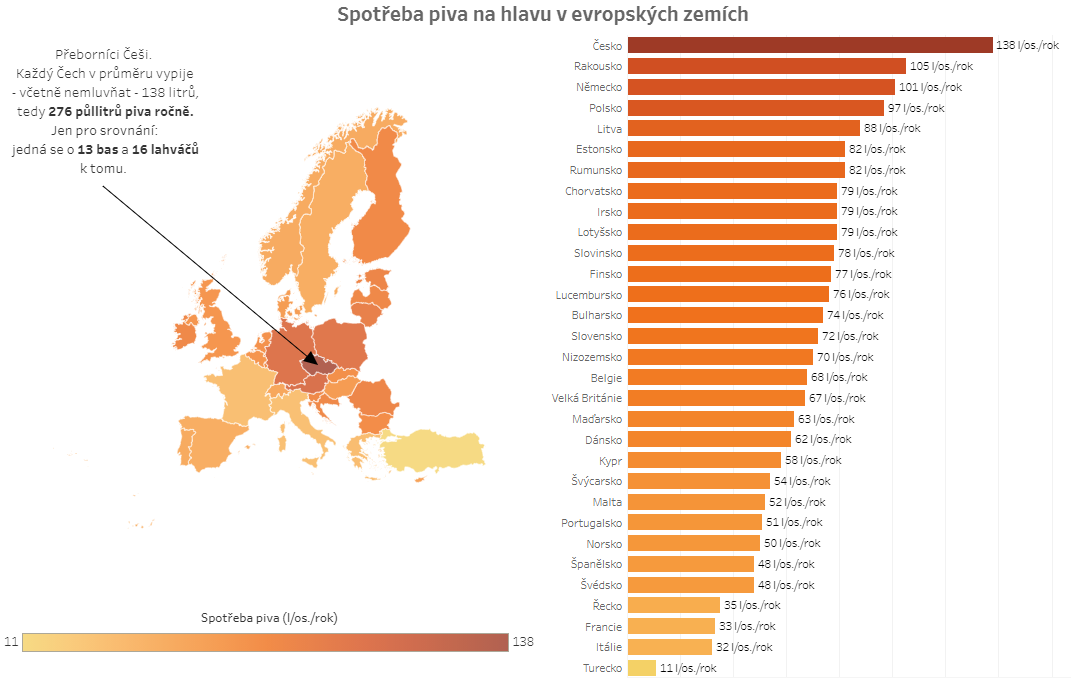 Spotřeba piva na hlavu v evropských zemích
Přeborníci Češi.
Každý Čech v průměru vypije
- včetně nemluvňat - 138 litrů,
tedy 276 půllitrů piva ročně.
Jen pro srovnání:
jedná se o 13 bas a 16 lahváčů
k tomu.
Spotřeba piva (l/os./rok)
11 138
Česko 138 l/os./rok
Rakousko 105 l/os./rok
Německo 101 l/os./rok
Polsko 97 l/os./rok
Litva 88 l/os./rok
Estonsko 82 l/os./rok
Rumunsko 82 l/os./rok
Chorvatsko 79 l/os./rok
Irsko 79 l/os./rok
Lotyšsko 79 l/os./rok
Slovinsko 78 l/os./rok
Finsko 77 l/os./rok
Lucembursko 76 l/os./rok
Bulharsko 74 l/os./rok
Slovensko 72 l/os./rok
Nizozemsko 70 l/os./rok
Belgie 68 l/os./rok
Velká Británie 67 l/os./rok
Maďarsko 63 l/os./rok
Dánsko 62 l/os./rok
Kypr 58 l/os./rok
Švýcarsko 54 l/os./rok
Malta 52 l/os./rok
Portugalsko 51 l/os./rok
Norsko 50 l/os./rok
Španělsko 48 l/os./rok
Švédsko 48 l/os./rok
Řecko 35 l/os./rok
Francie 33 l/os./rok
Itálie 32 l/os./rok
Turecko 11 l/os./rok